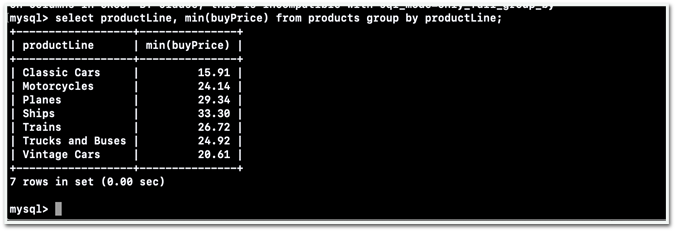 mysql> select productLine, min(buyPrice) from products group by productLine;
+------------------+---------------+
| productLine      | min(buyPrice) |
+------------------+---------------+
| Classic Cars     |         15.91 |
| Motorcycles      |         24.14 |
| Planes           |         29.34 |
| Ships            |         33.30 |
| Trains           |         26.72 |
| Trucks and Buses |         24.92 |
| Vintage Cars     |         20.61 |
+------------------+---------------+
7 rows in set (0.00 sec)
mysql>